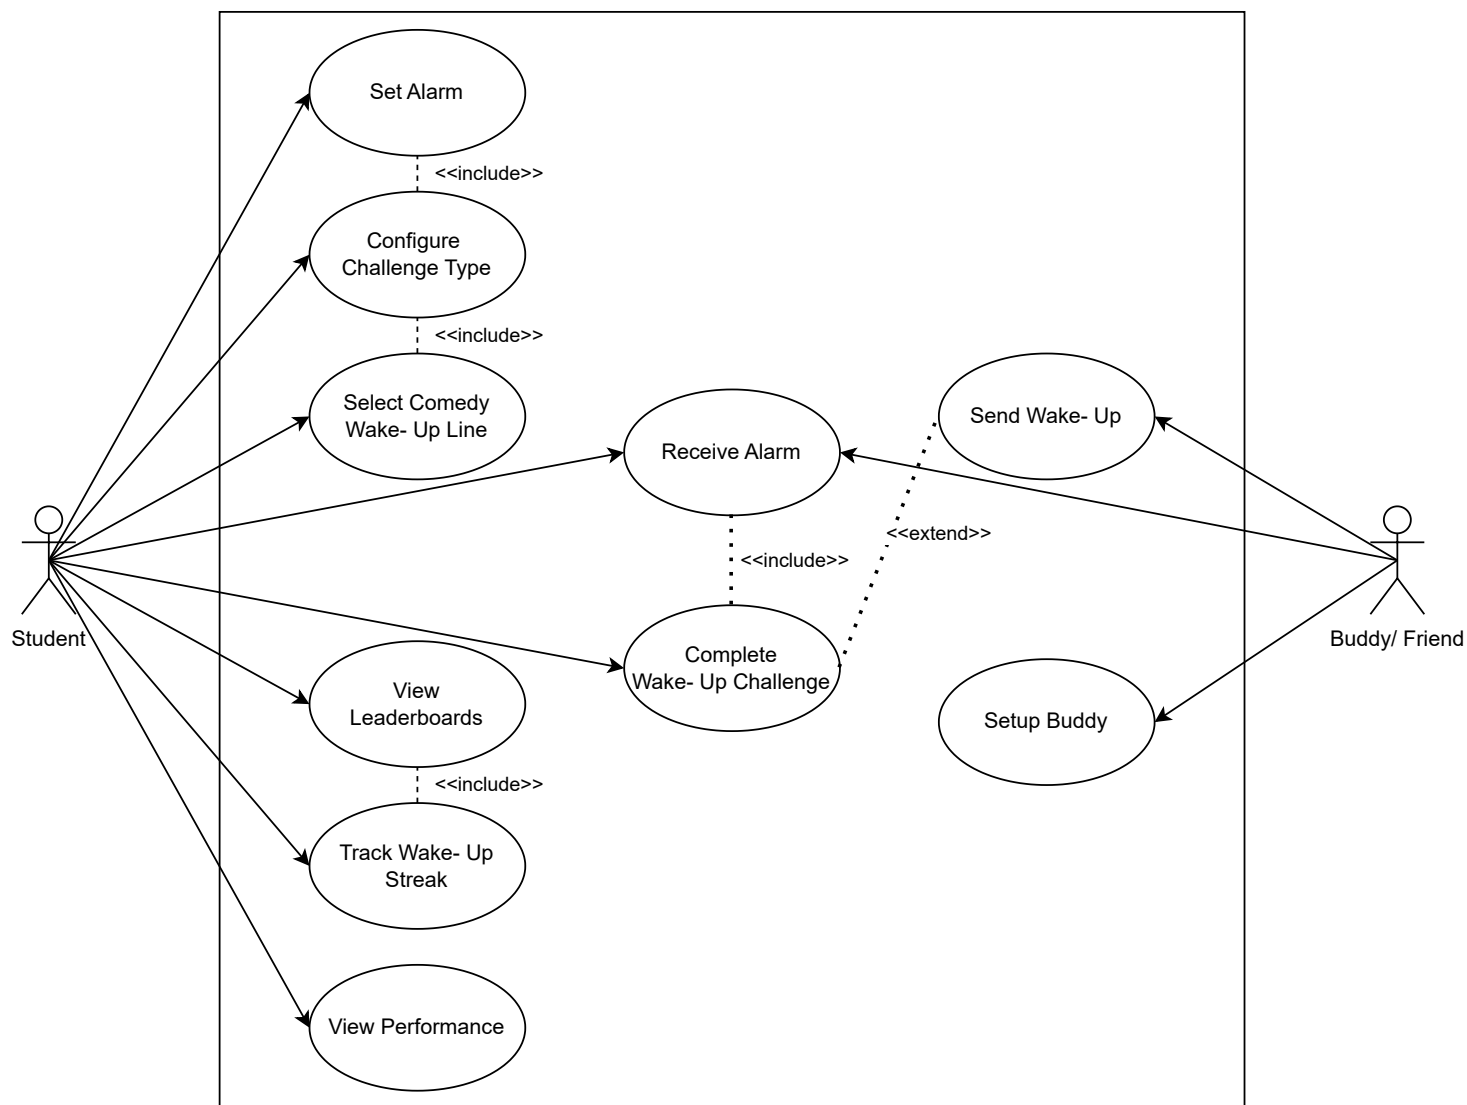 Set Alarm
<<include>>
Configure
Challenge Type
<<include>>
Select Comedy
Wake- Up Line
Receive Alarm
Send Wake- Up
<<extend>>
<<include>>
Student
Buddy/ Friend
Complete
Wake- Up Challenge
View
Leaderboards
Setup Buddy
<<include>>
Track Wake- Up
Streak
View Performance